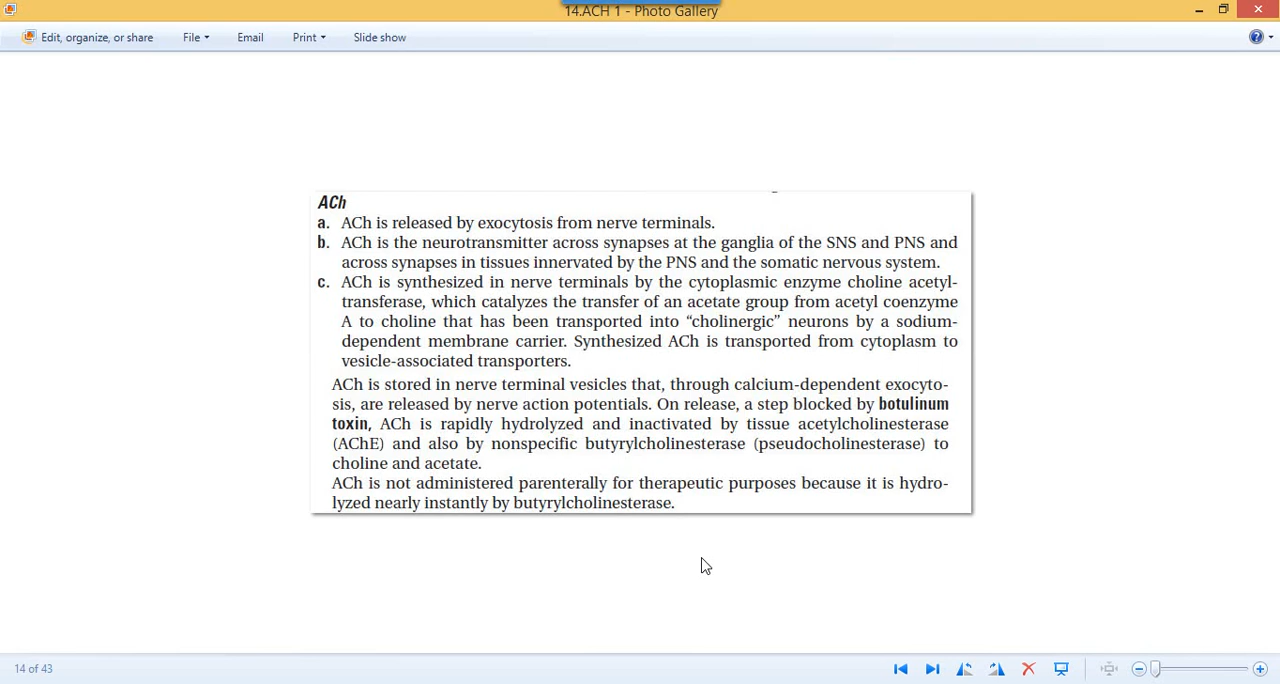 14.ACH 1 - Photo Gallery
Edit, organize, or share File Email Print Slide show
ACh
a. ACh is released by exocytosis from nerve terminals.
b. ACh is the neurotransmitter across synapses at the ganglia of the SNS and PNS and
across synapses in tissues innervated by the PNS and the somatic nervous system.
c. ACh is synthesized in nerve terminals by the cytoplasmic enzyme choline acetyl-
transferase, which catalyzes the transfer of an acetate group from acetyl coenzyme
A to choline that has been transported into “cholinergic” neurons by a sodium-
dependent membrane carrier. Synthesized ACh is transported from cytoplasm to
vesicle-associated transporters.
ACh is stored in nerve terminal vesicles that, through calcium-dependent exocyto-
sis, are released by nerve action potentials. On release, a step blocked by botulinum
toxin, ACh is rapidly hydrolyzed and inactivated by tissue acetylcholinesterase
(AChE) and also by nonspecific butyrylcholinesterase (pseudocholinesterase) to
choline and acetate.
ACh is not administered parenterally for therapeutic purposes because it is hydro-
lyzed nearly instantly by butyrylcholinesterase.
14 of 43